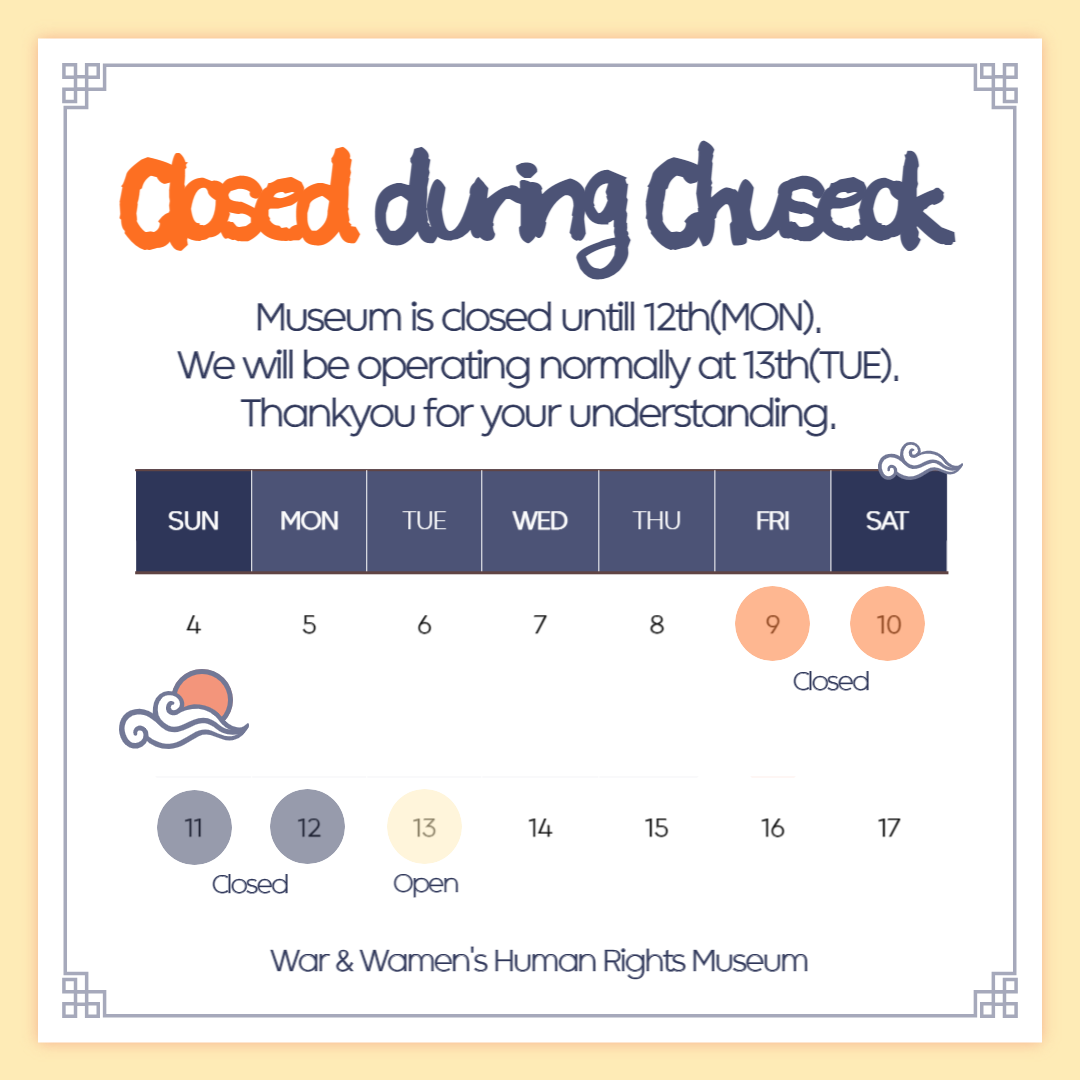 Closed during Chuseok
Museum is closed untill 12th(MON).
We will be operating normally at 13th(TUE).
Thankyou for your understanding.
SUN MON TUE WED THU FRI SAT
4 5 6 7 8 9 10
Closed
11 12 13 14 15 16 17
Closed Open
War & Wamen's Human Rights Museum